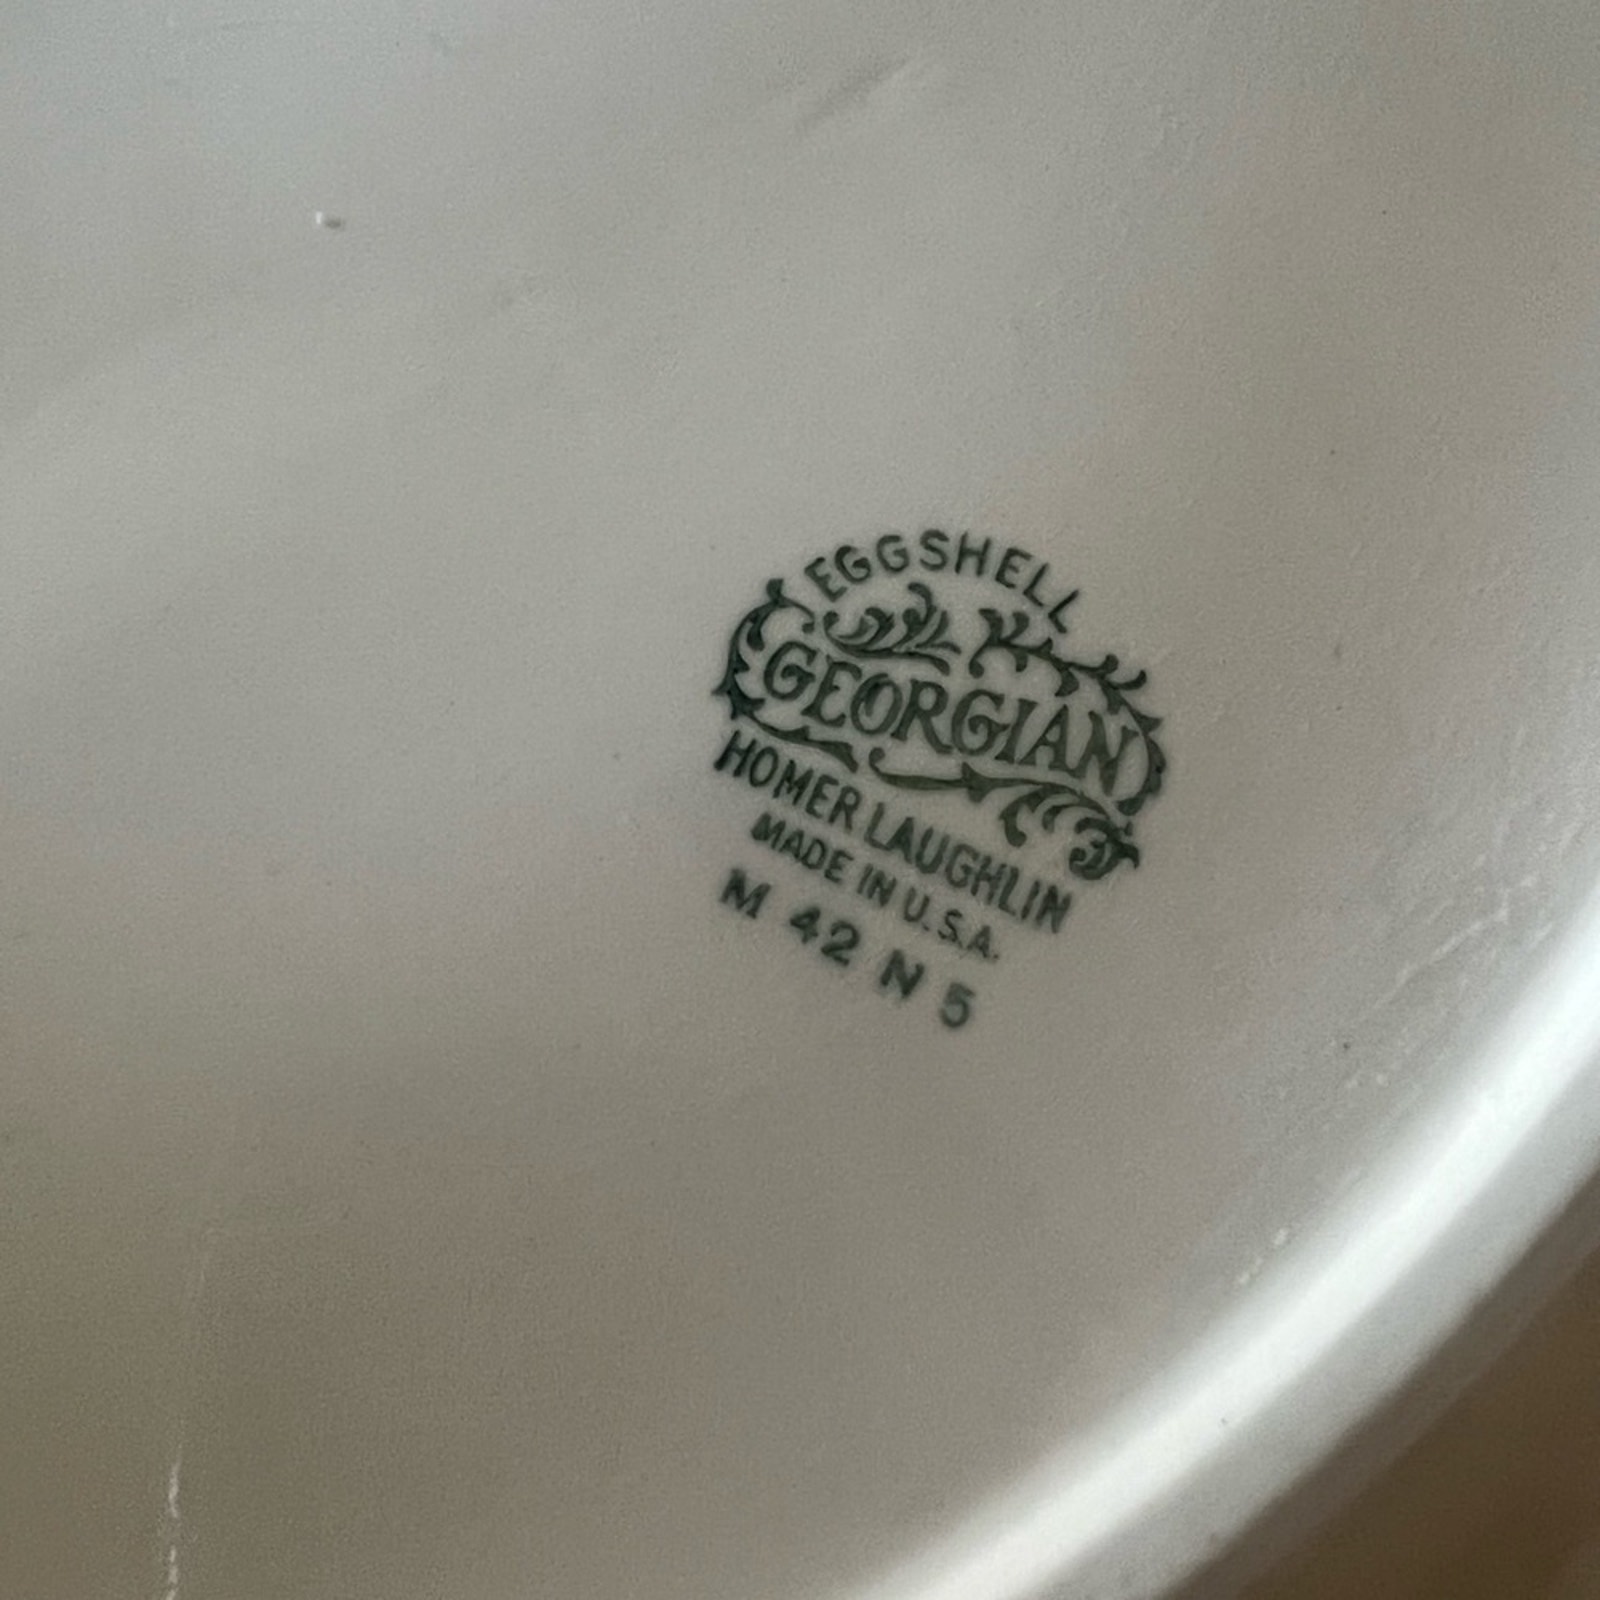 EGGSHELL
GEORGIAN
HOMER LAUGHLIN
MADE IN U.S.A.
M 42 N 5